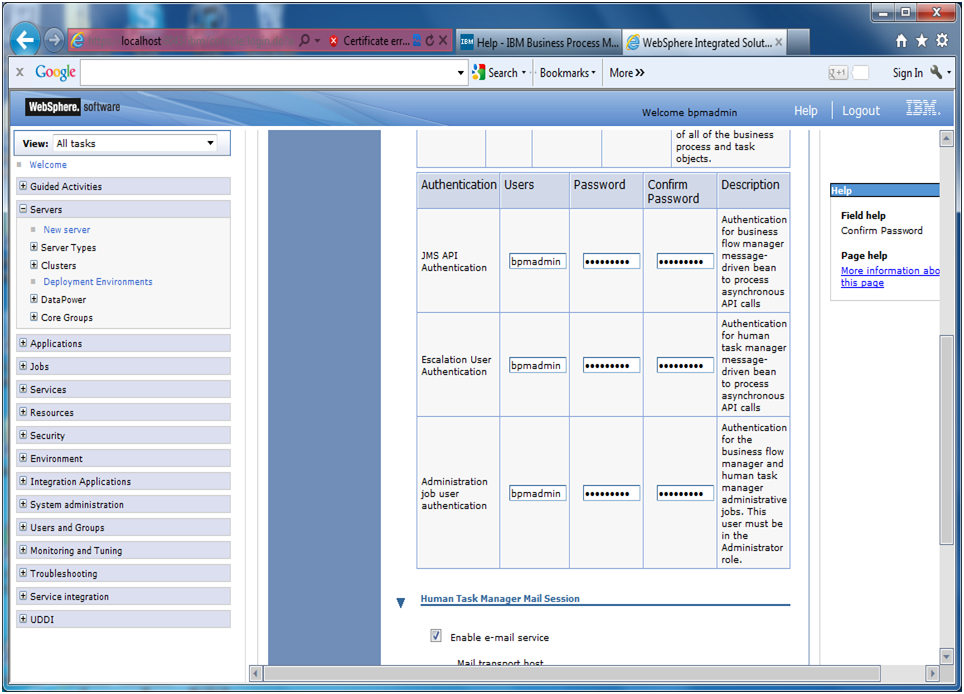 localhost
Certificate err...
Help - IBM Business Process M...
WebSphere Integrated Solut...
x Google
Search
Bookmarks
More »
+1
Sign In
WebSphere. software
Welcome bpmadmin
Help
Logout
IBM.
View: All tasks
Welcome
Guided Activities
Servers
New server
Server Types
Clusters
Deployment Environments
DataPower
Core Groups
Applications
Jobs
Services
Resources
Security
Environment
Integration Applications
System administration
Users and Groups
Monitoring and Tuning
Troubleshooting
Service integration
UDDI
of all of the business
process and task
objects.
Authentication
Users
Password
Confirm
Password
Description
JMS API
Authentication
bpmadmin
•••••••••
•••••••••
Authentication
for business
flow manager
message-
driven bean
to process
asynchronous
API calls
Escalation User
Authentication
bpmadmin
•••••••••
•••••••••
Authentication
for human
task manager
message-
driven bean
to process
asynchronous
API calls
Administration
job user
authentication
bpmadmin
•••••••••
•••••••••
Authentication
for the
business flow
manager and
human task
manager
administrative
jobs. This
user must be
in the
Administrator
role.
Human Task Manager Mail Session
Enable e-mail service
Mail transport host
Help
Field help
Confirm Password
Page help
More information abo
this page